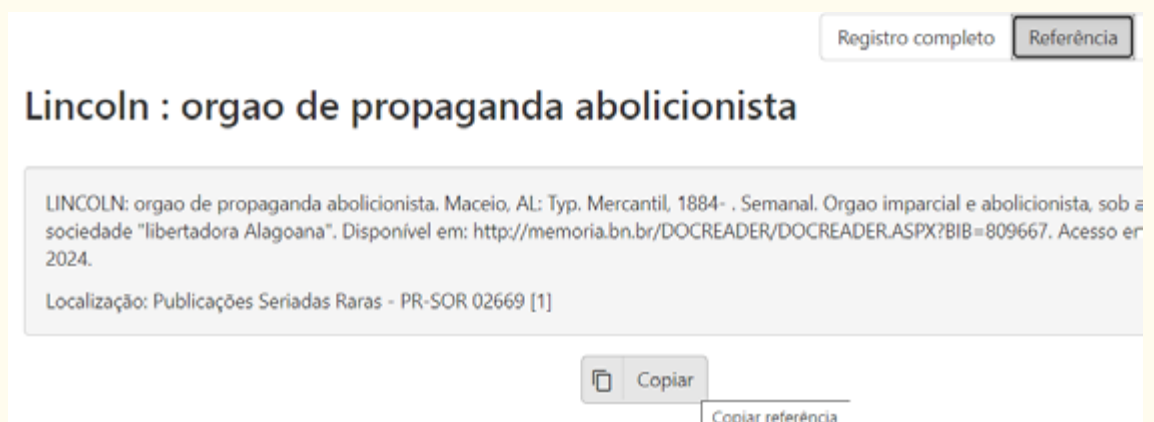 Registro completo Referência
Lincoln : orgao de propaganda abolicionista
LINCOLN: orgao de propaganda abolicionista. Maceio, AL: Typ. Mercantil, 1884- . Semanal. Orgao imparcial e abolicionista, sob
sociedade "libertadora Alagoana". Disponível em: http://memoria.bn.br/DOCREADER/DOCREADER.ASPX?BIB=809667. Acesso
2024.
Localização: Publicações Seriadas Raras - PR-SOR 02669 [1]
Copiar
Copiar referência